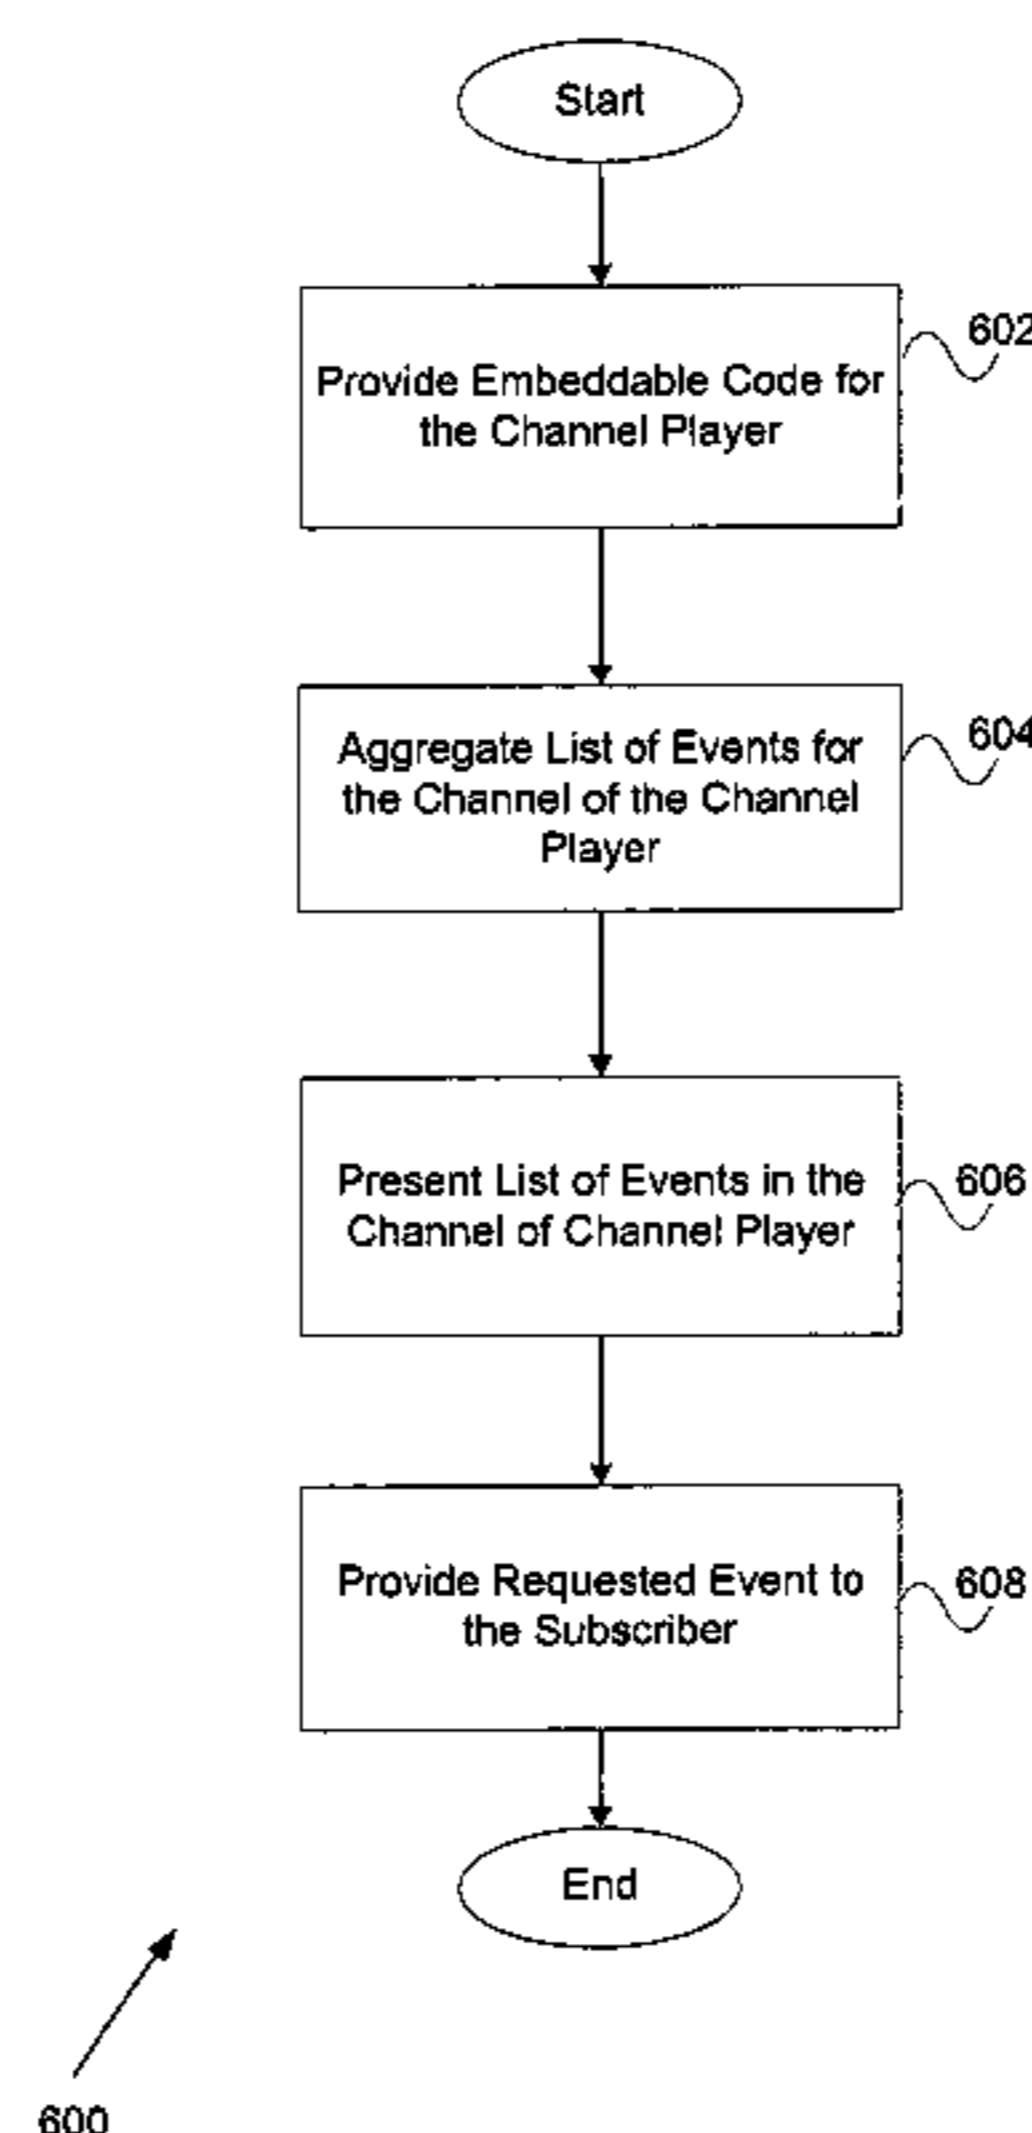 Start
602
Provide Embeddable Code for
the Channel Player
604
Aggregate List of Events for
the Channel of the Channel
Player
Present List of Events in the
Channel of Channel Player
606
Provide Requested Event to
the Subscriber
608
End
600